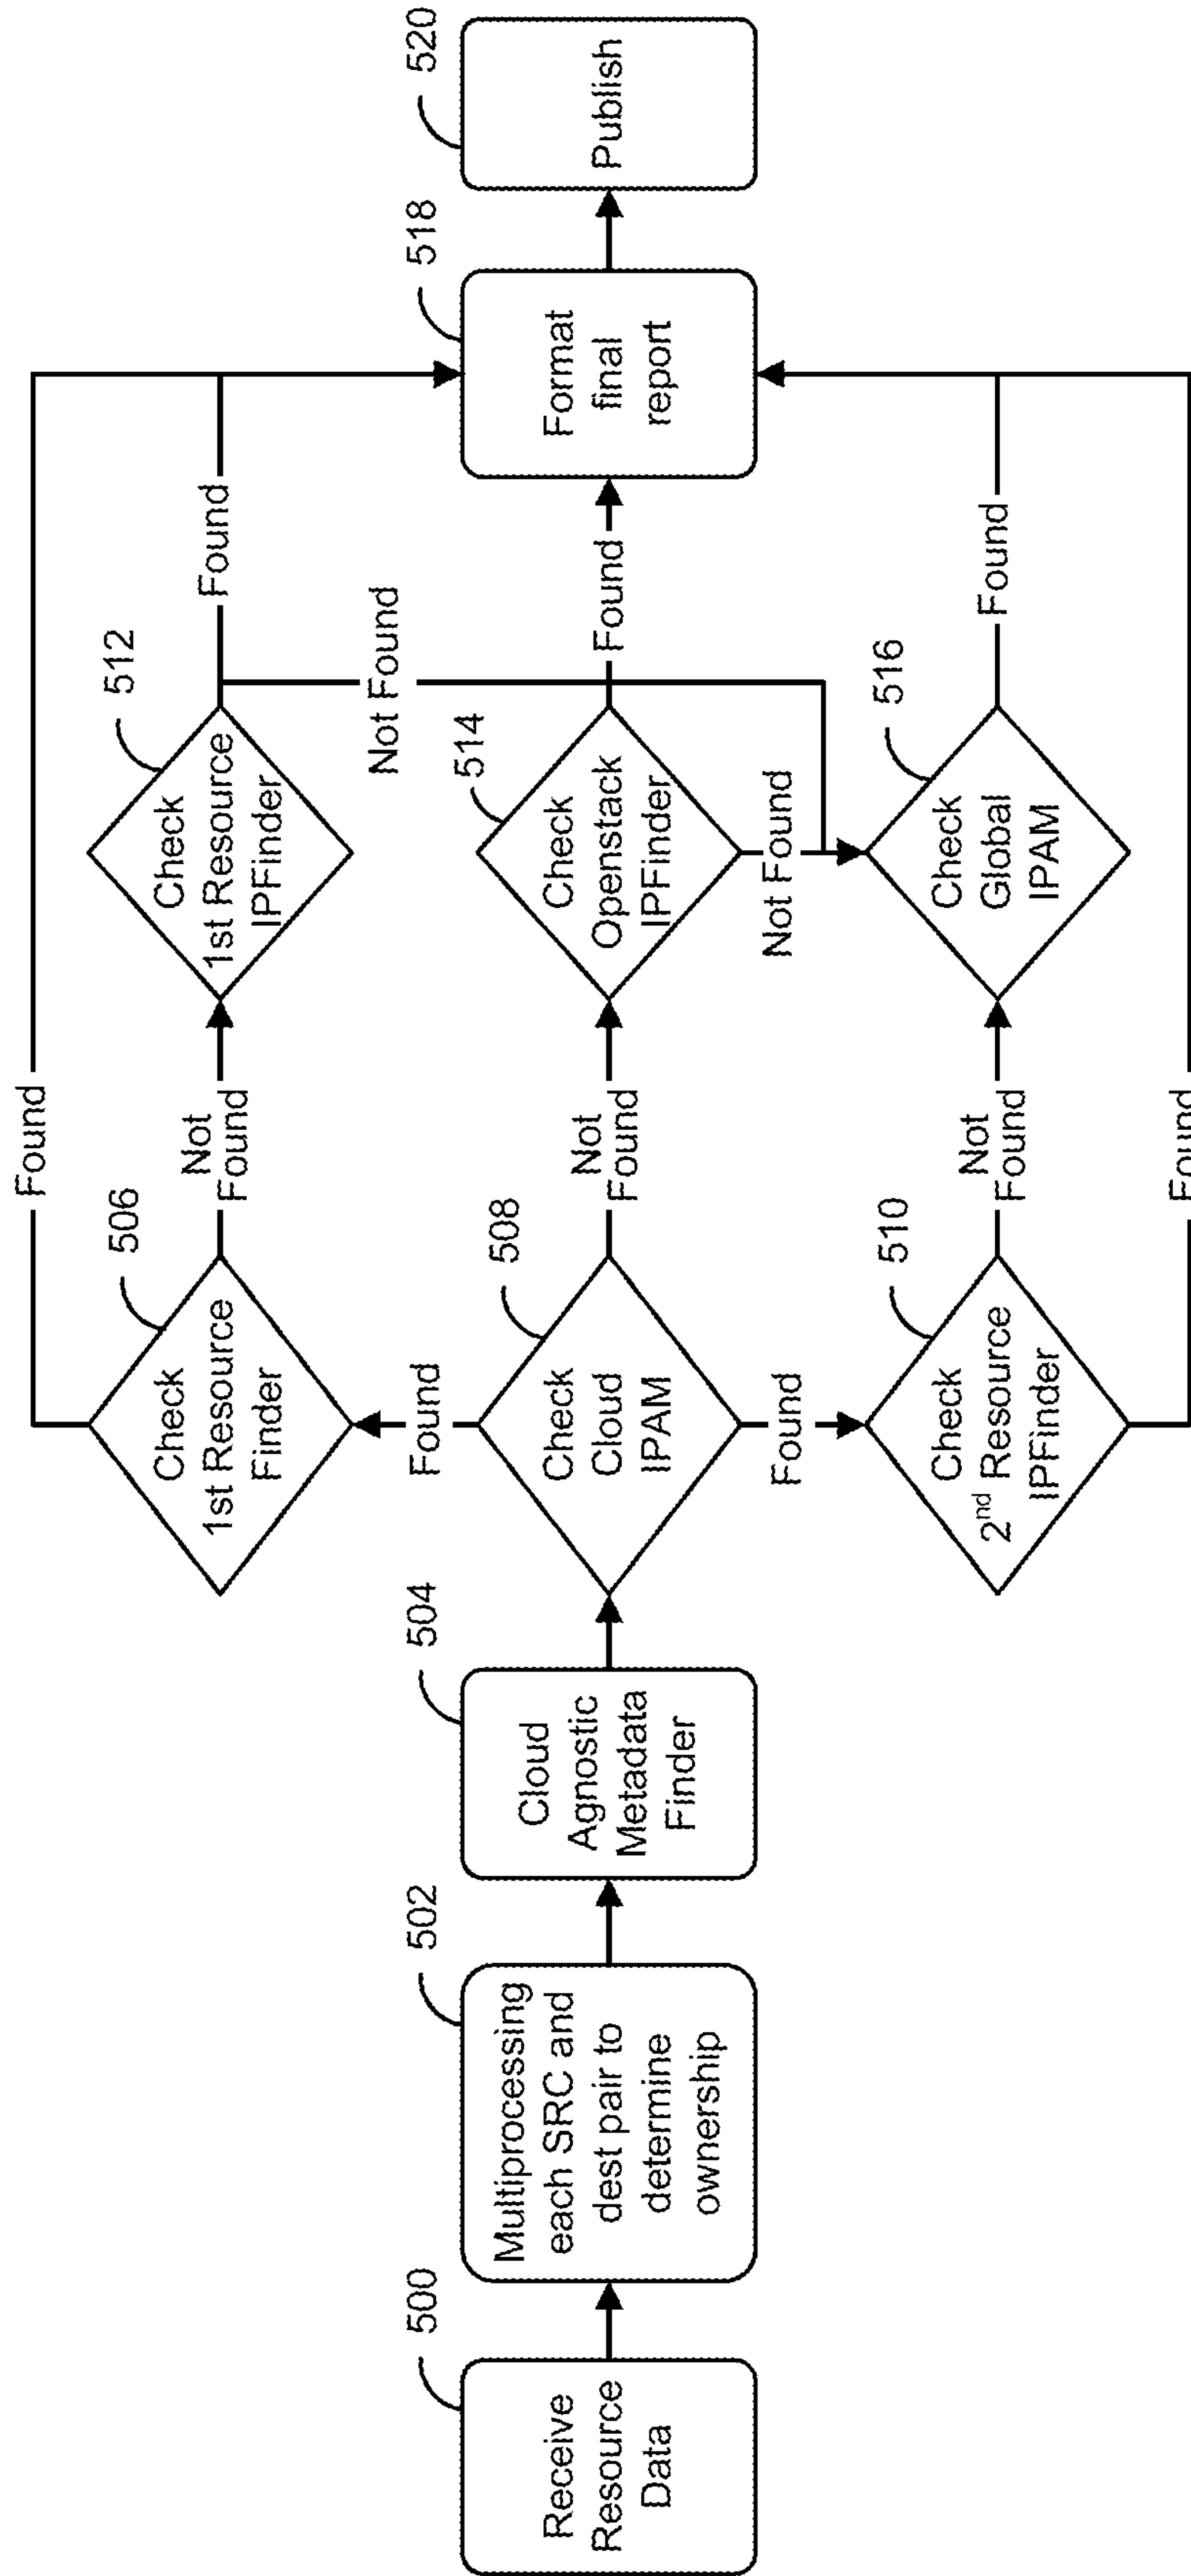 500
Receive
Resource
Data
502
Multiprocessing
each SRC and
dest pair to
determine
ownership
504
Cloud
Agnostic
Metadata
Finder
506
Check
1st Resource
Finder
Found
Not
Found
508
Check
Cloud
IPAM
Found
Found
Not
Found
510
Check
2nd Resource
IPFinder
Not
Found
Found
512
Check
1st Resource
IPFinder
Found
Not Found
514
Check
Openstack
IPFinder
Found
Not Found
516
Check
Global
IPAM
Found
518
Format
final
report
520
Publish